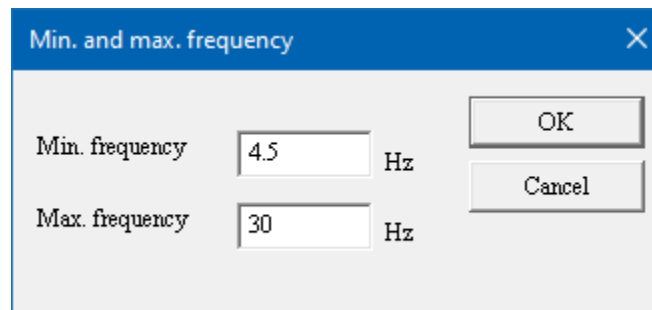 Min. and max. frequency
OK
Min. frequency 4.5 Hz
Cancel
Max. frequency 30 Hz